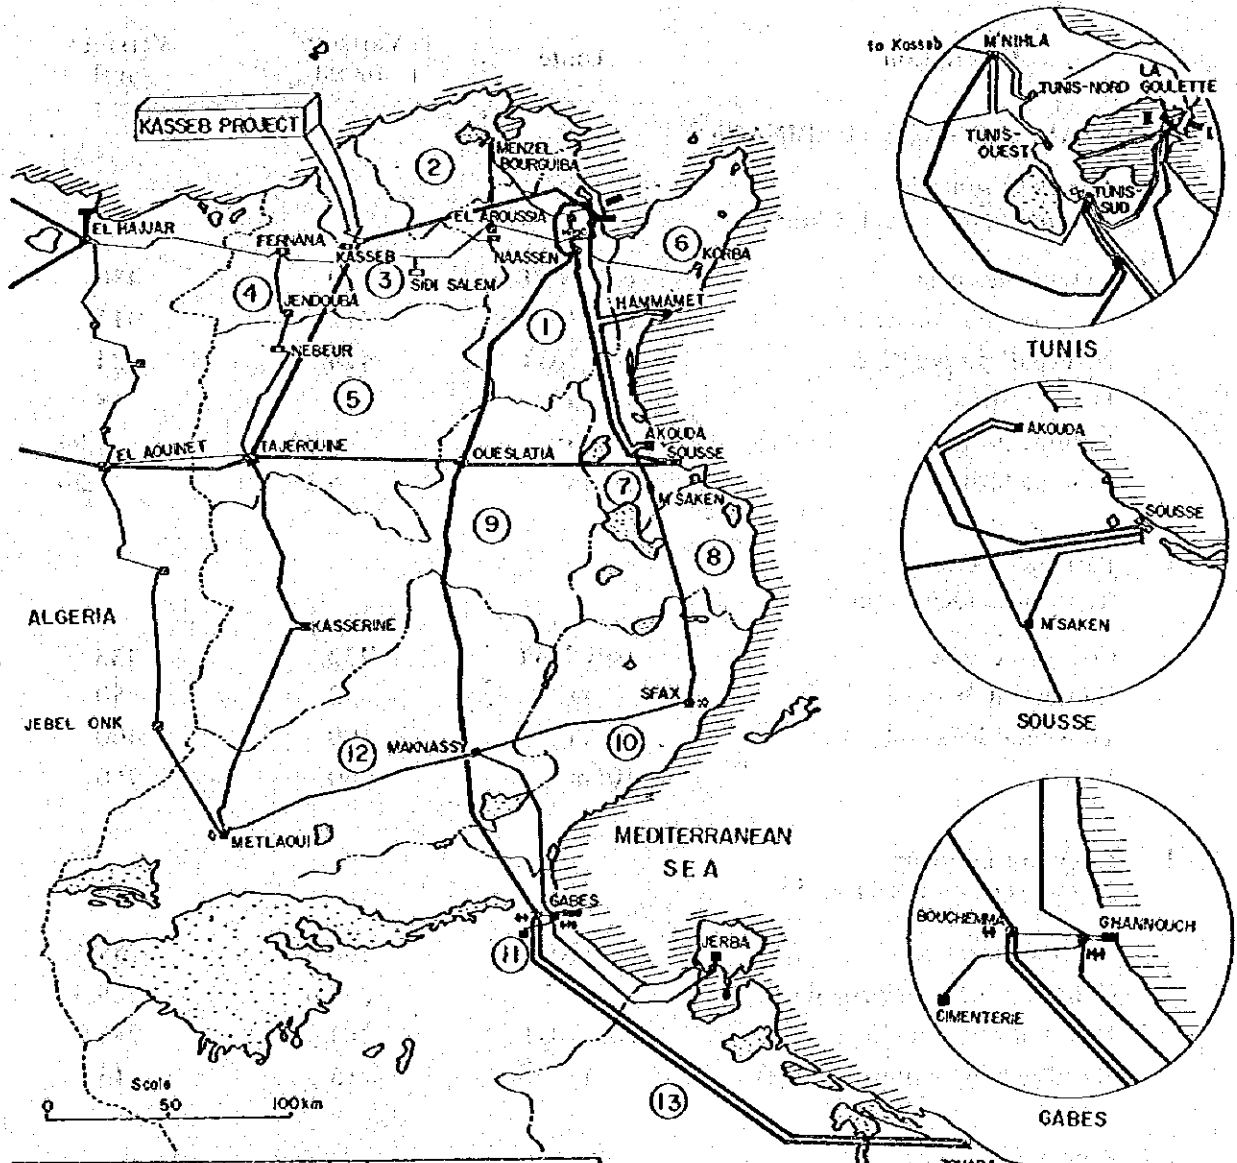 to Kasseb
M'NIHLA
LA
GOULETTE
TUNIS-NORD
II
I
TUNIS-
OUEST
TUNIS-
SUD
TUNIS
KASSEB PROJECT
2
MENZEL
BOURGUIBA
EL HAJJAR
FERNANA
KASSEB
EL AROUSSIA
NAASSEN
6
KORBA
3
SIDI SALEM
4
JENDOUBA
HAMMAMET
1
NEBEUR
5
AKOUDA
SOUSSE
EL AOUINET
TAJEROUINE
OUESLATIA
7
M'SAKEN
9
8
AKOUDA
SOUSSE
M'SAKEN
SOUSSE
ALGERIA
KASSERINE
SFAX
JEBEL ONK
12
MAKNASSY
10
METLAOUI
MEDITERRANEAN
SEA
GABES
11
JERBA
BOUCHEMMA
GHANNOUCH
CIMENTERIE
GABES
Scale
0 50 100km
13